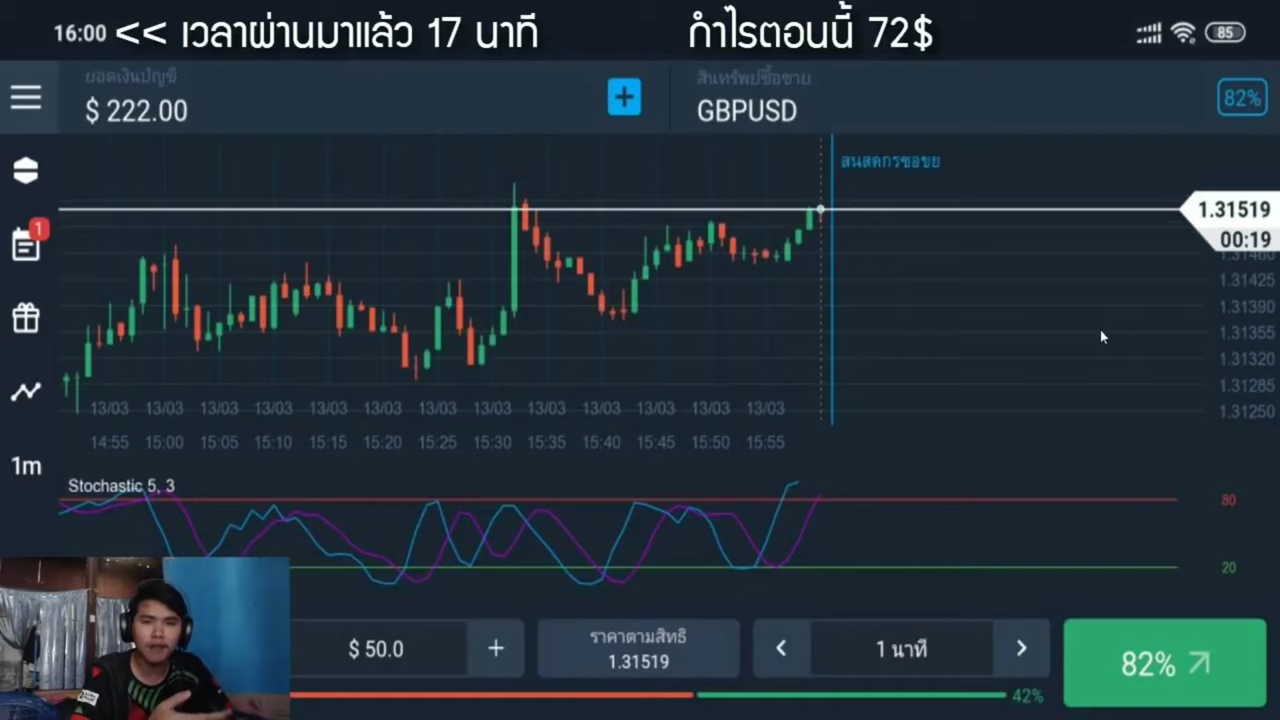 16:00 << เวลาผ่านมาแล้ว 17 นาที กำไรตอนนี้ 72$ 85
ยอดเงินบัญชี สินทรัพย์ซื้อขาย
$ 222.00 + GBPUSD 82%
สนสดกรซอขย
1.31519
1
00:19
1.31460
1.31425
1.31390
1.31355
1.31320
1.31285
1.31250
13/03 13/03 13/03 13/03 13/03 13/03 13/03 13/03 13/03 13/03 13/03 13/03 13/03
14:55 15:00 15:05 15:10 15:15 15:20 15:25 15:30 15:35 15:40 15:45 15:50 15:55
1m
Stochastic 5, 3
80
20
$ 50.0 +
ราคาตามสิทธิ
1.31519
< 1 นาที >
82%
42%